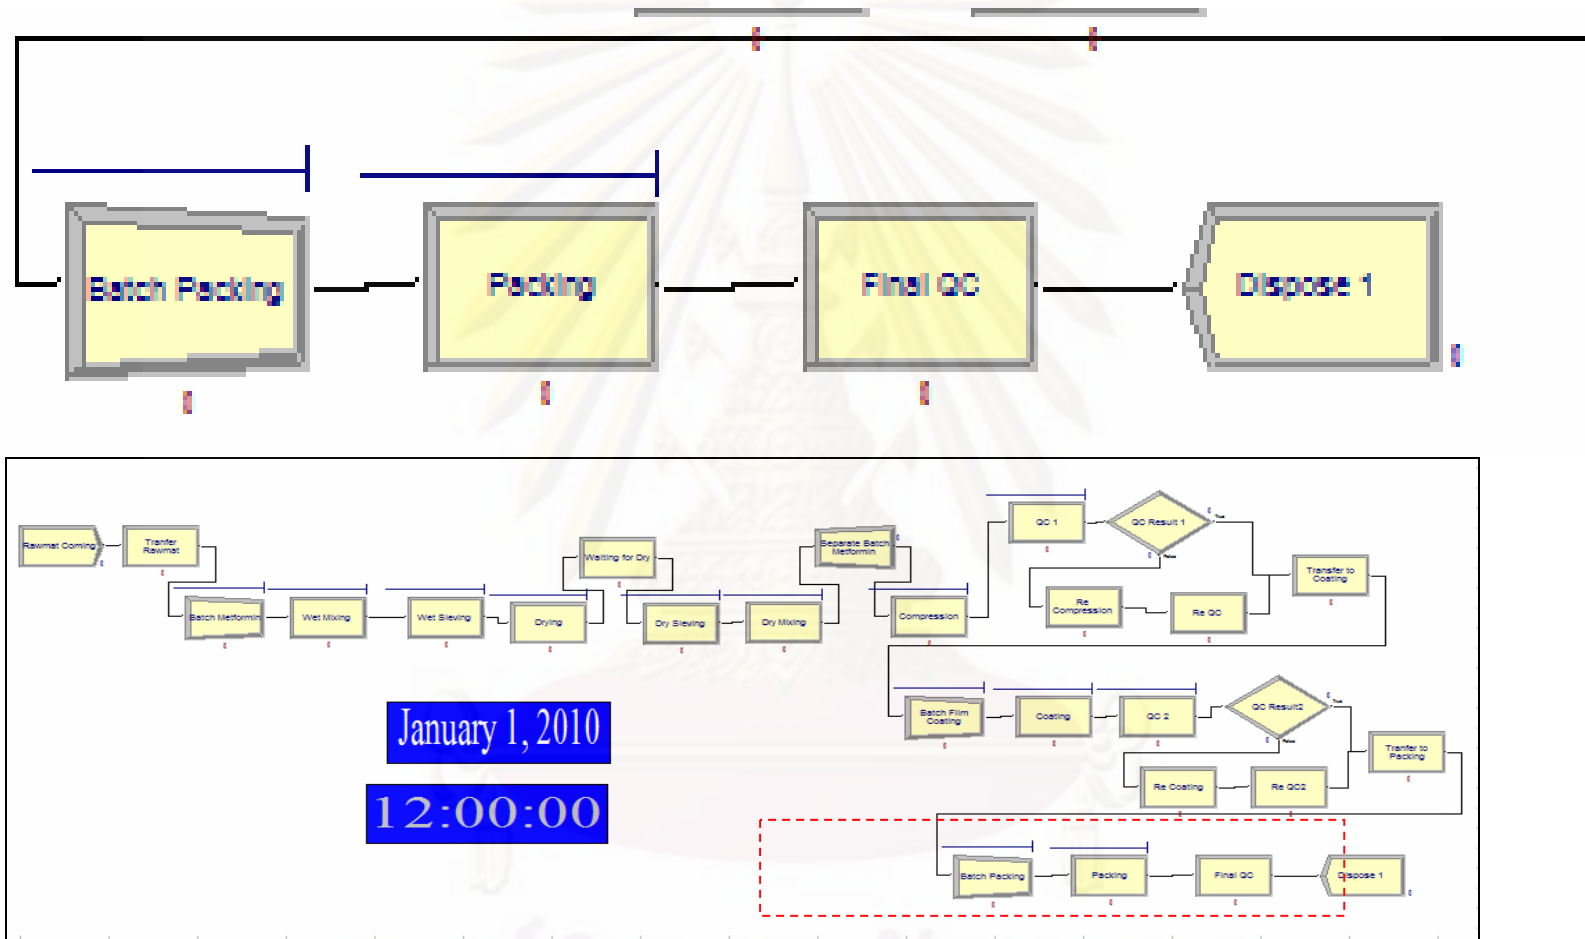 Batch Packing
Packing
Final QC
Dispose 1
Rawmat Coming
Tranfer
Rawmat
Batch Metformin
Wet Mixing
Wet Sieving
Drying
Waiting for Dry
Dry Sieving
Dry Mixing
Separate Batch
Metformin
Compression
QC 1
QC Result 1
True
False
Re
Compression
Re QC
Transfer to
Coating
Batch Film
Coating
Coating
QC 2
QC Result2
True
False
Re Coating
Re QC2
Tranfer to
Packing
January 1, 2010
12:00:00
Batch Packing
Packing
Final QC
Dispose 1